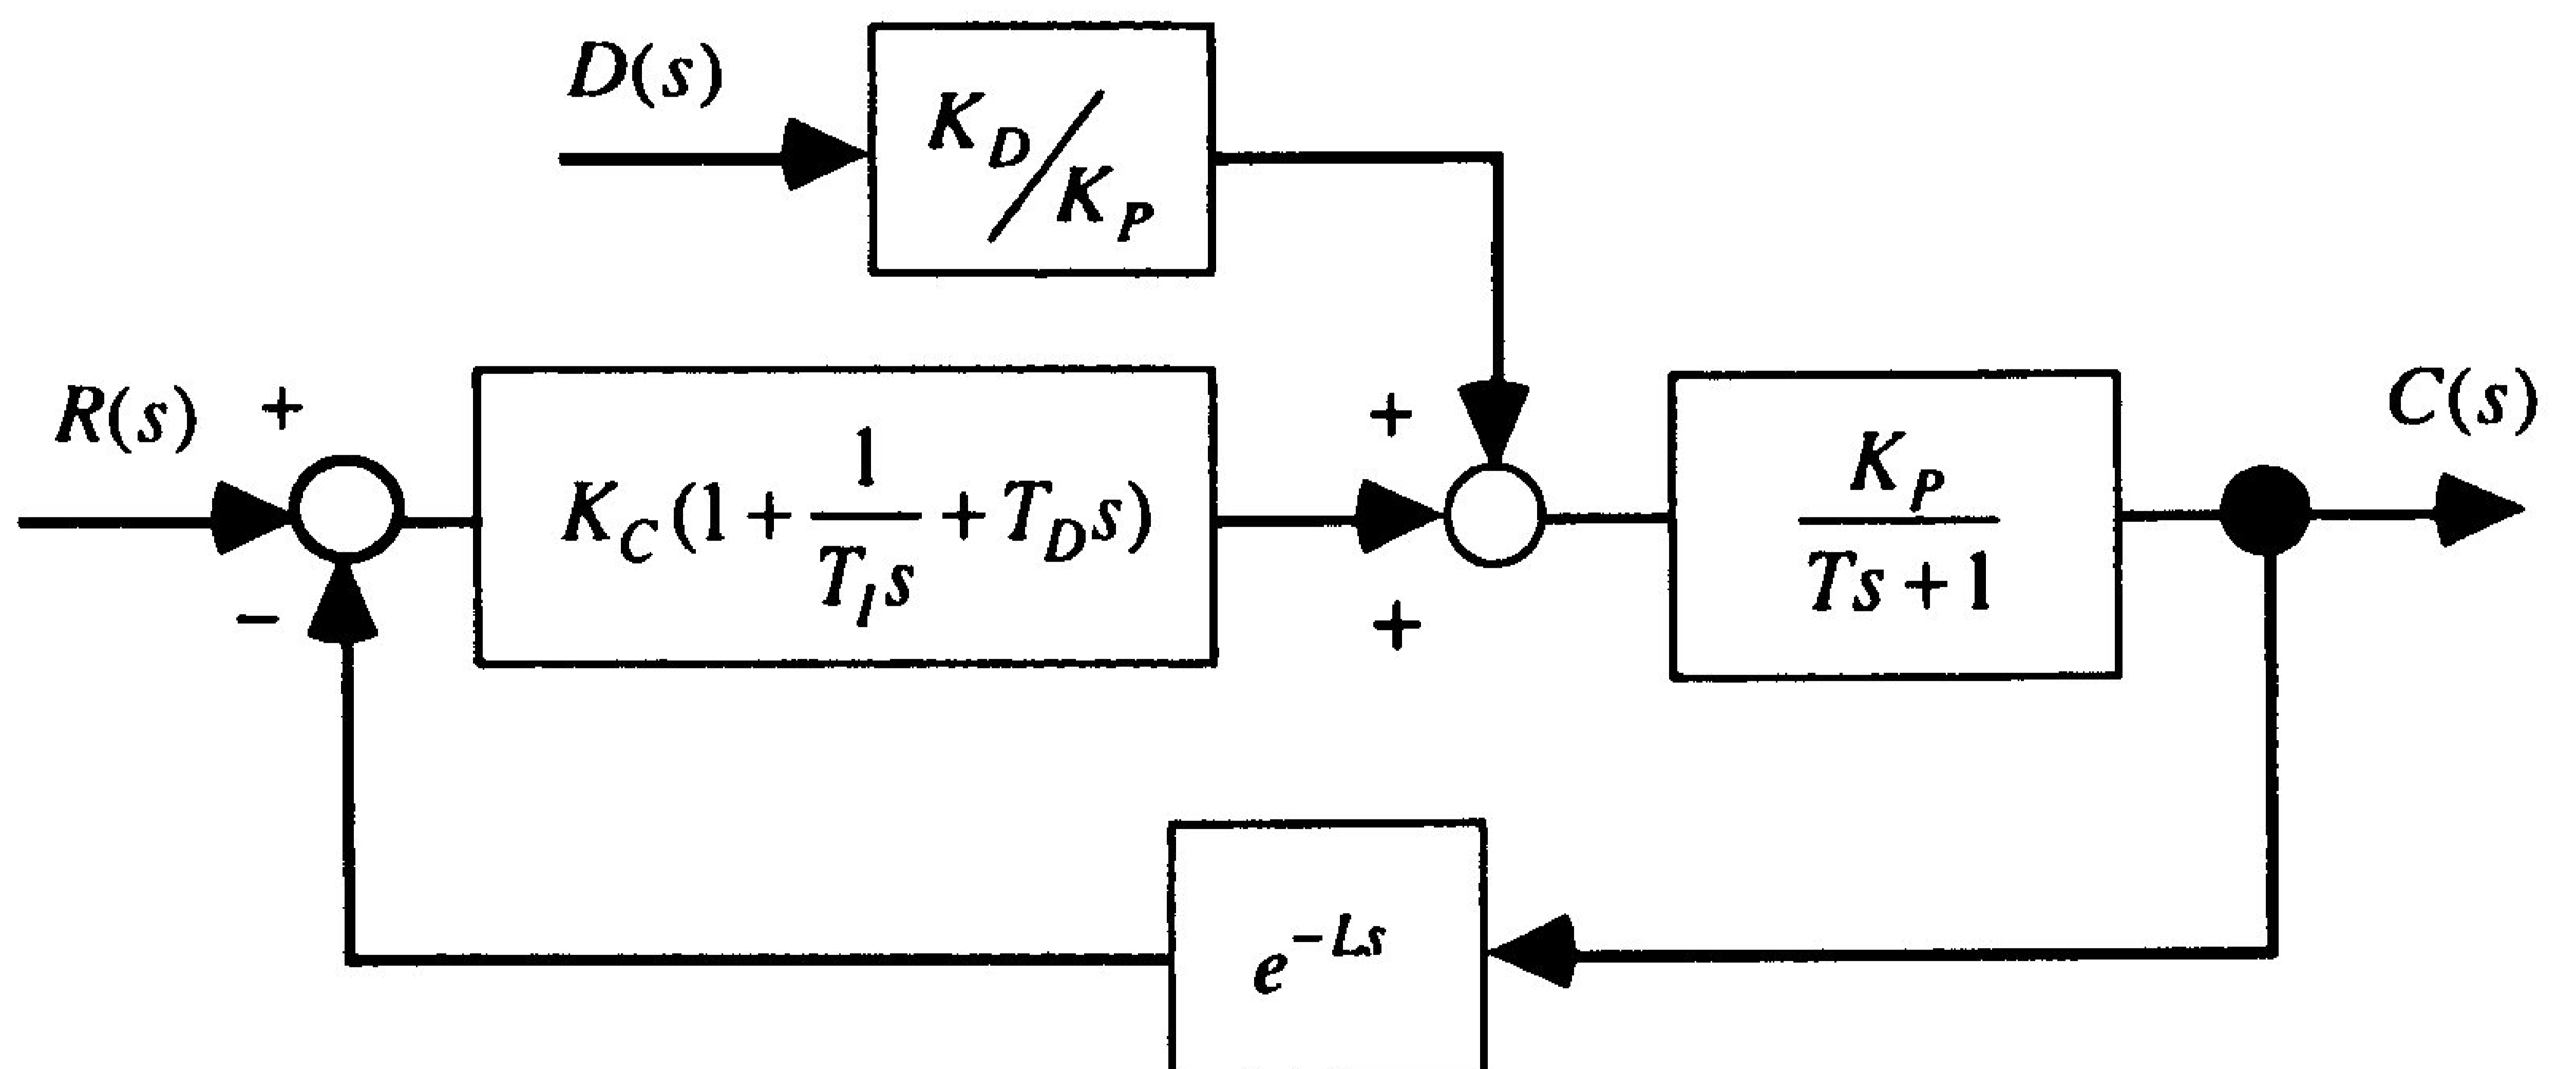 D(s)
K_D/K_P
R(s)
+
−
K_C(1 + 1/(T_I s) + T_D s)
+
+
K_P/(Ts + 1)
C(s)
e^{-Ls}